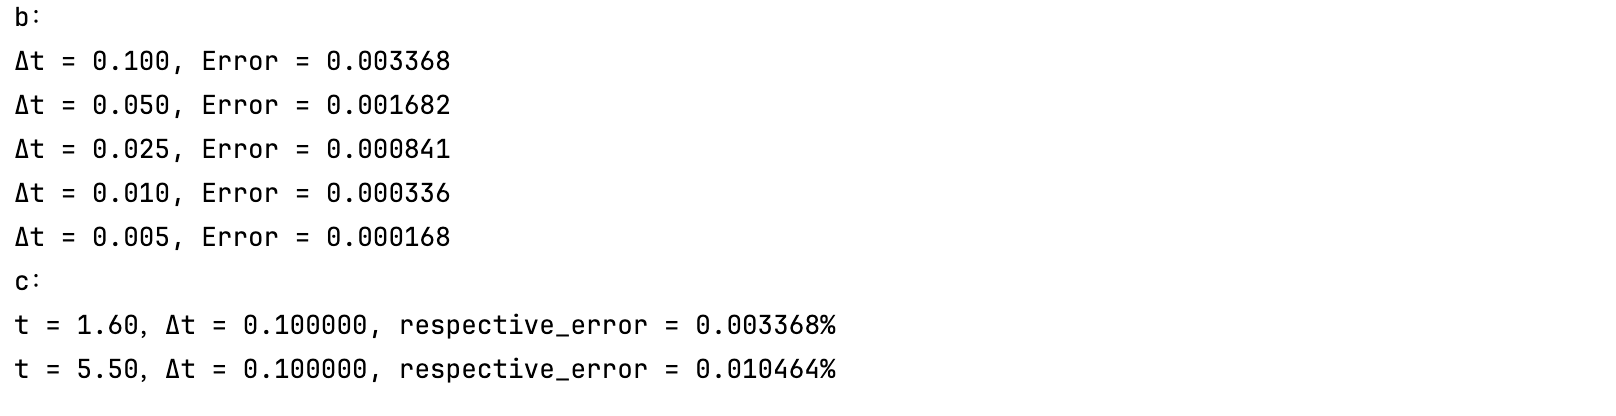 b:
Δt = 0.100, Error = 0.003368
Δt = 0.050, Error = 0.001682
Δt = 0.025, Error = 0.000841
Δt = 0.010, Error = 0.000336
Δt = 0.005, Error = 0.000168
c:
t = 1.60, Δt = 0.100000, respective_error = 0.003368%
t = 5.50, Δt = 0.100000, respective_error = 0.010464%